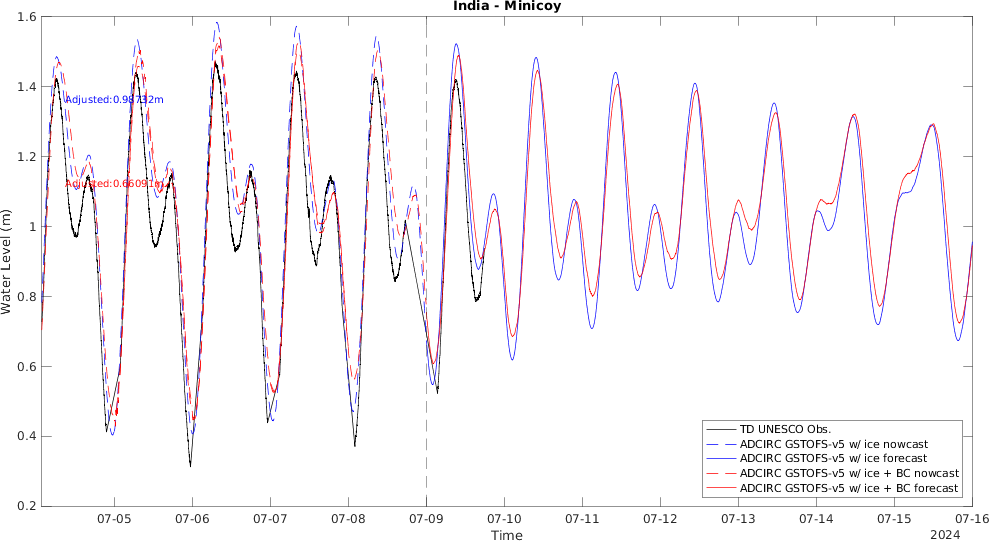 India - Minicoy
1.6
1.4
1.2
1
0.8
0.6
0.4
0.2
Water Level (m)
Adjusted:0.98732m
Adjusted:0.66091m
TD UNESCO Obs.
ADCIRC GSTOFS-v5 w/ ice nowcast
ADCIRC GSTOFS-v5 w/ ice forecast
ADCIRC GSTOFS-v5 w/ ice + BC nowcast
ADCIRC GSTOFS-v5 w/ ice + BC forecast
07-05 07-06 07-07 07-08 07-09 07-10 07-11 07-12 07-13 07-14 07-15 07-16
Time
2024